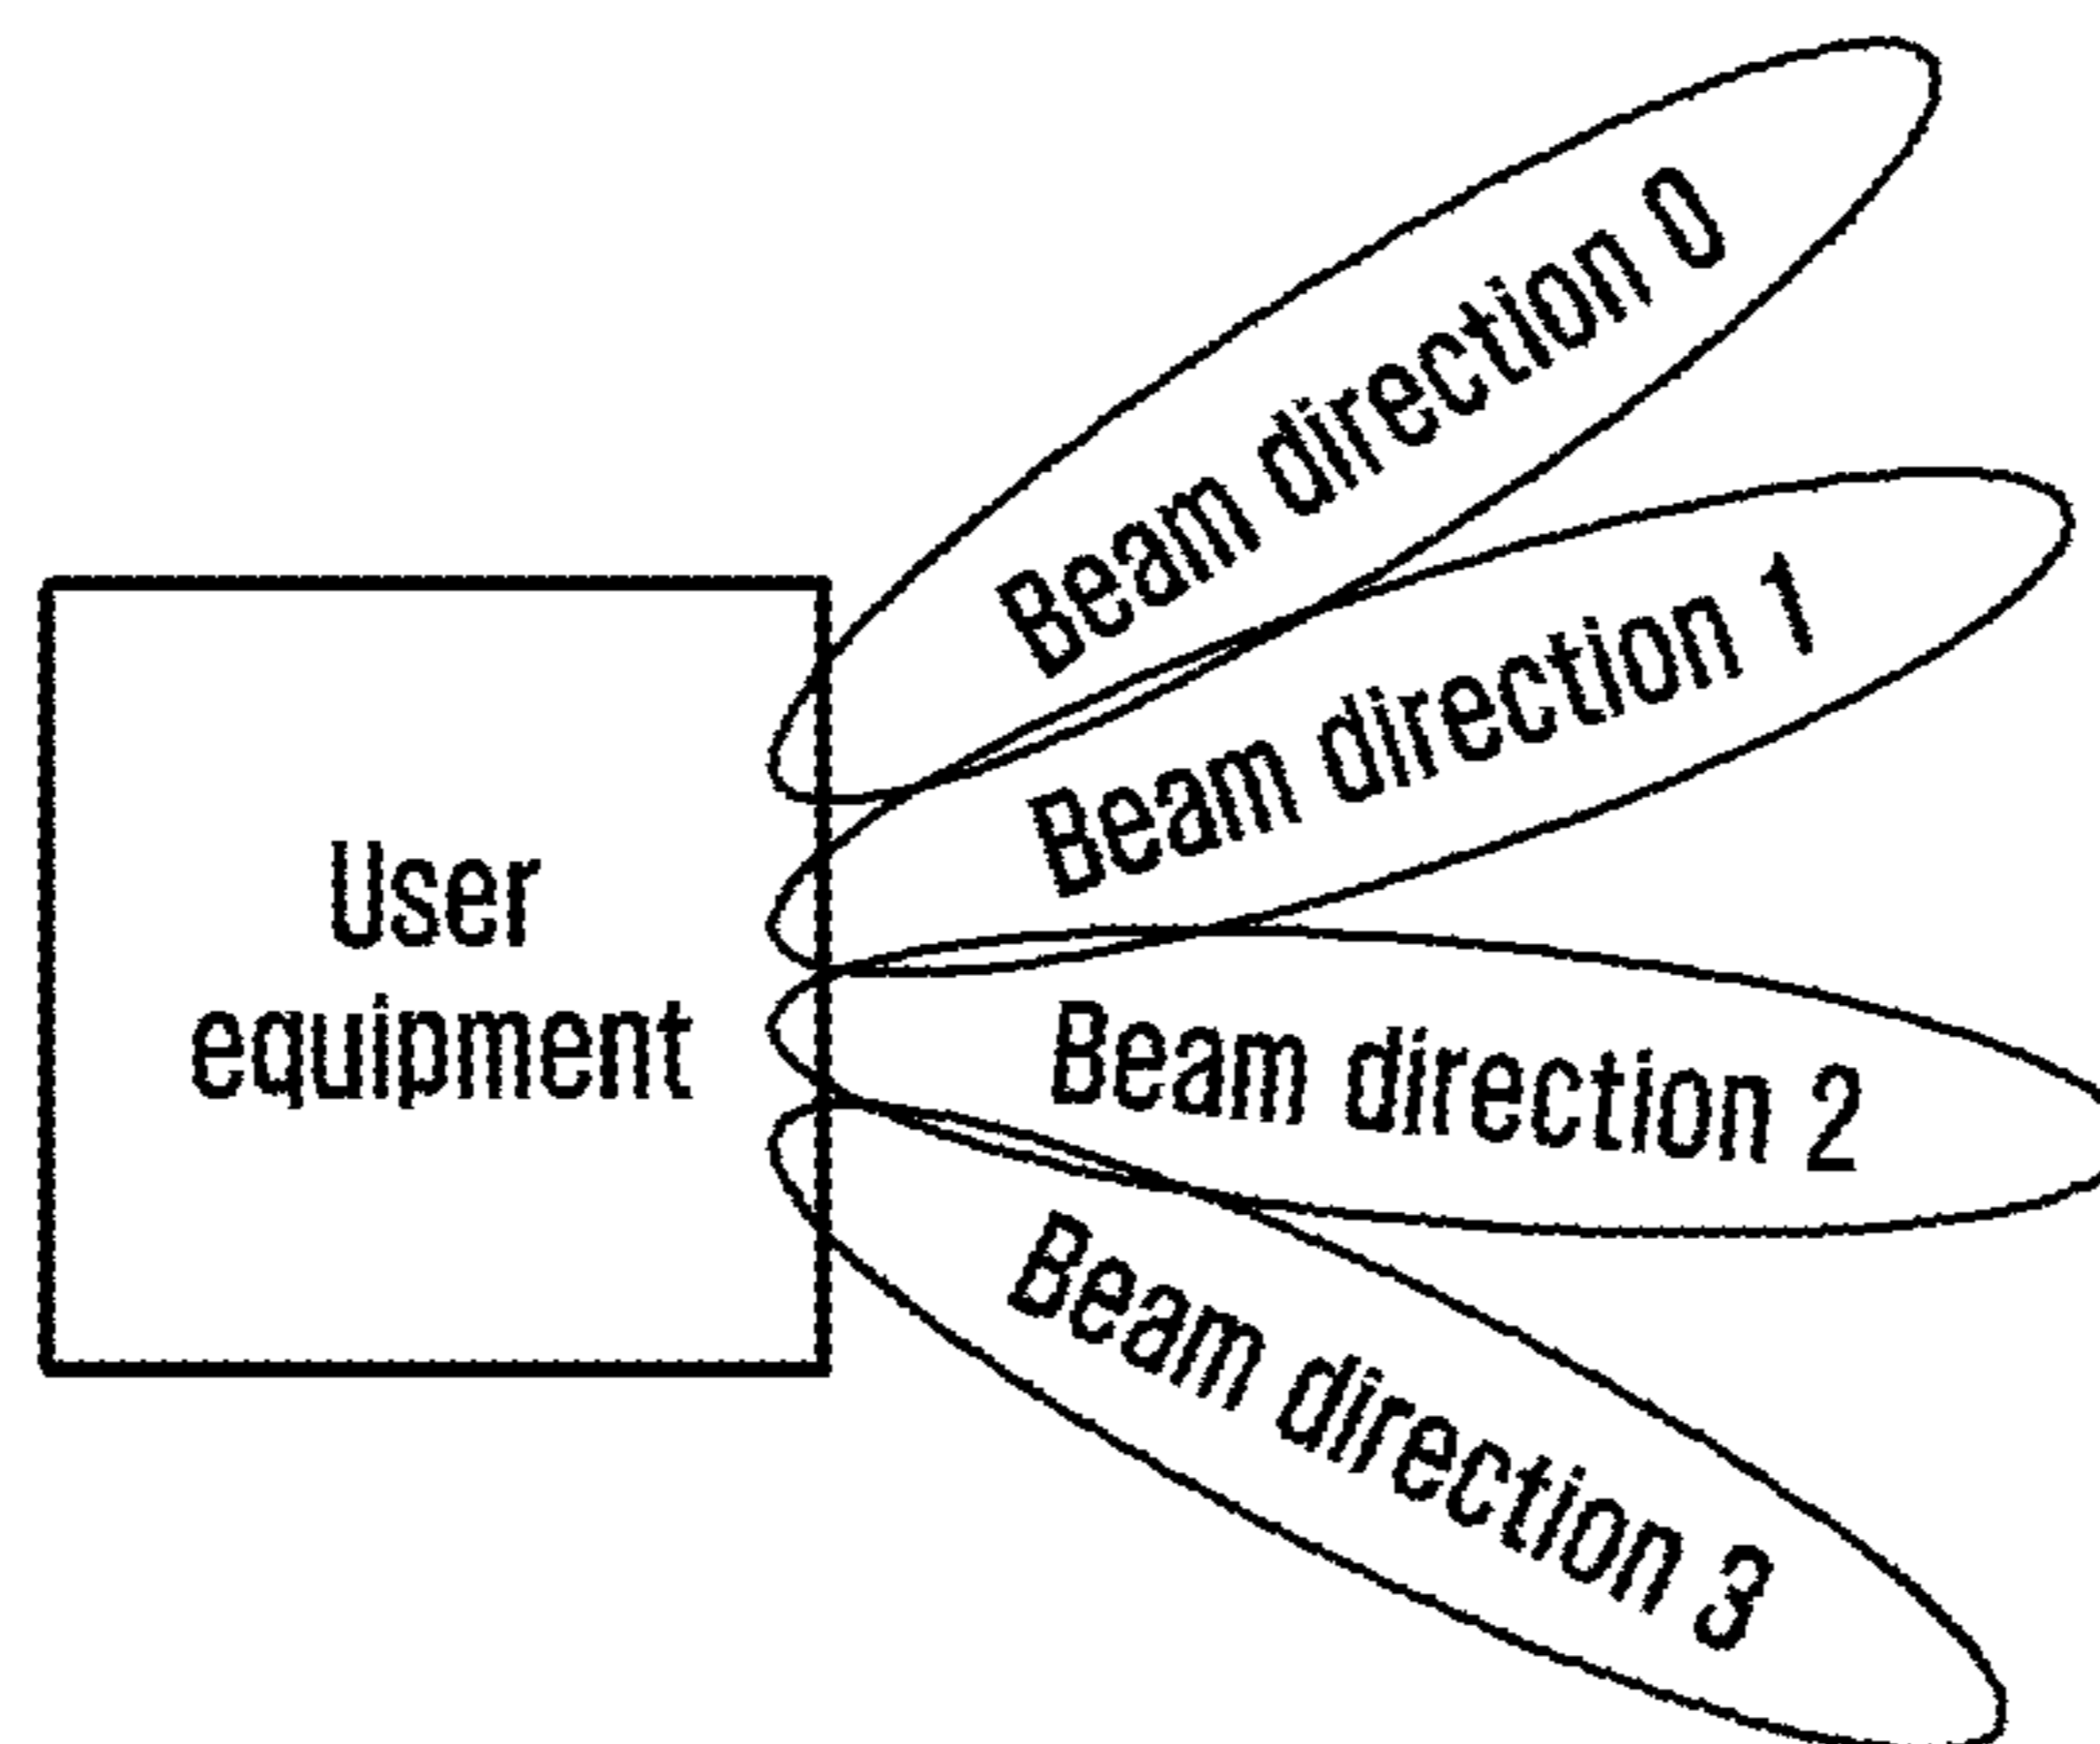 Beam direction 0
Beam direction 1
User
equipment
Beam direction 2
Beam direction 3